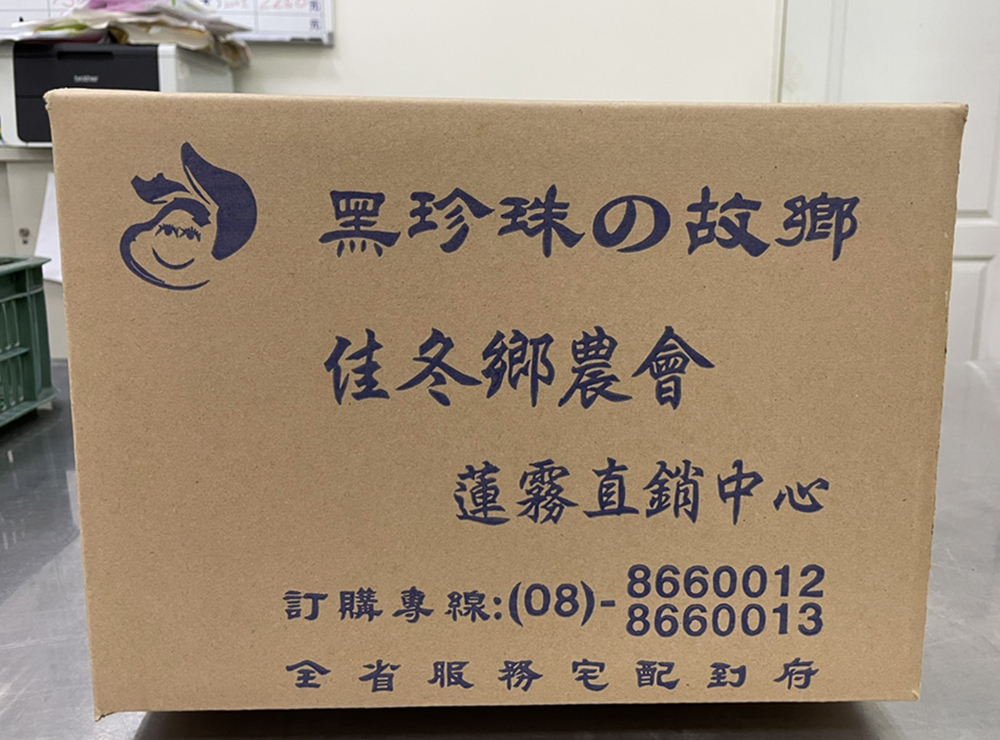 brother
黑珍珠の故鄉
佳冬鄉農會
蓮霧直銷中心
訂購專線:(08)-8660012
8660013
全省服務宅配到府